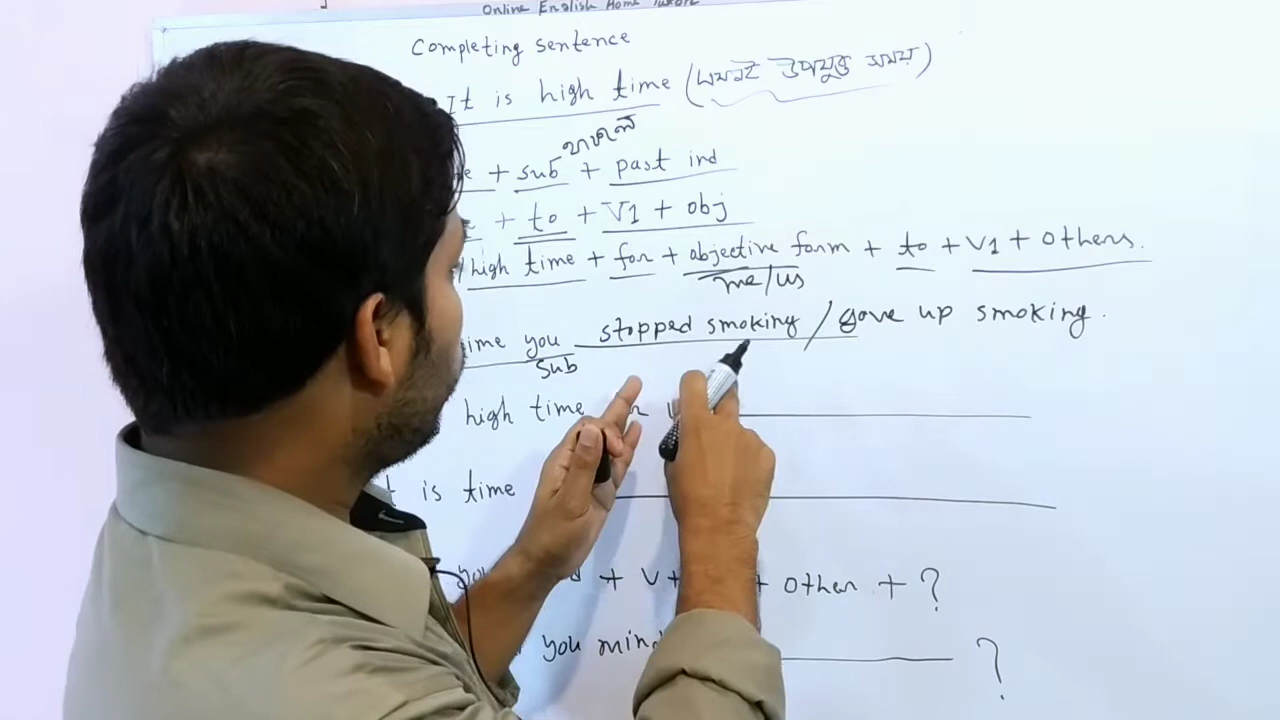 Online English Home Tutor
Completing sentence
It is high time (এখনই উপযুক্ত সময়)
+ sub + past ind
+ to + V1 + obj
/high time + for + objective form + to + V1 + others.
me/us
time you stopped smoking / gave up smoking.
sub
high time
It is time
+ V+ + other + ?
you mind ?